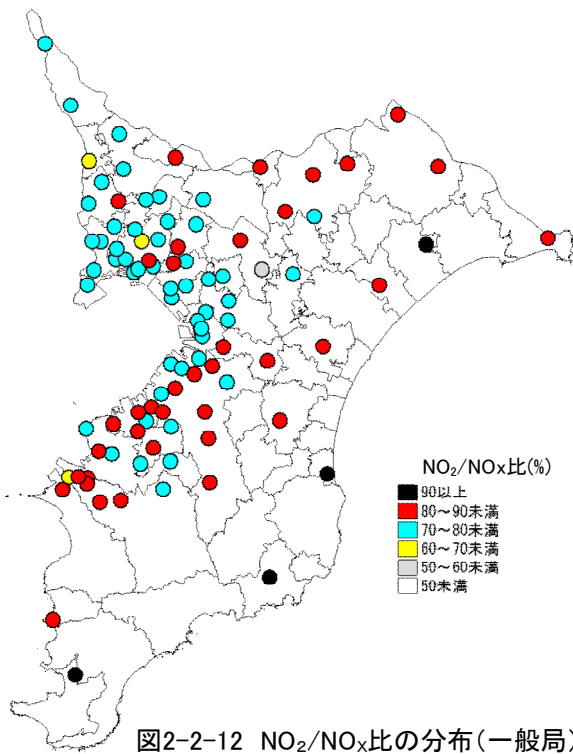 NO₂/NOx比(%)
90以上
80～90未満
70～80未満
60～70未満
50～60未満
50未満
図2-2-12 NO₂/NOx比の分布(一般局)